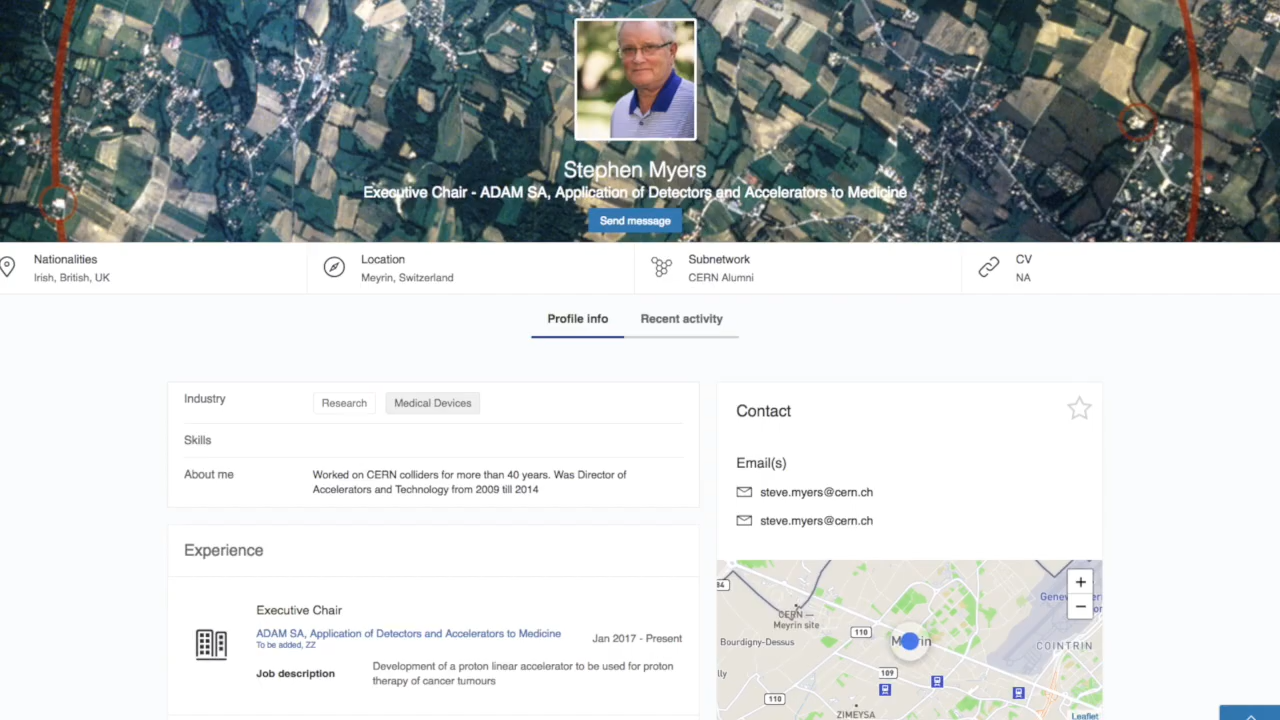 Stephen Myers
Executive Chair - ADAM SA, Application of Detectors and Accelerators to Medicine
Send message
Nationalities
Irish, British, UK
Location
Meyrin, Switzerland
Subnetwork
CERN Alumni
CV
NA
Profile info
Recent activity
Industry
Research
Medical Devices
Skills
About me
Worked on CERN colliders for more than 40 years. Was Director of
Accelerators and Technology from 2009 till 2014
Experience
Executive Chair
ADAM SA, Application of Detectors and Accelerators to Medicine
To be added, ZZ
Jan 2017 - Present
Job description
Development of a proton linear accelerator to be used for proton
therapy of cancer tumours
Contact
Email(s)
steve.myers@cern.ch
steve.myers@cern.ch
+
−
84
CERN —
Meyrin site
Bourdigny-Dessus
110
COINTRIN
109
110
ZIMEYSA
Leaflet